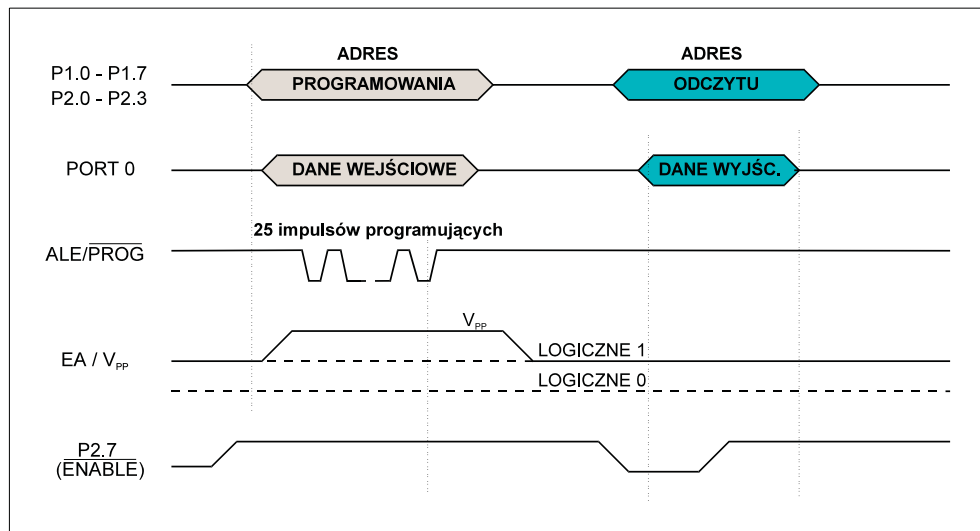 ADRES
ADRES
P1.0 - P1.7
P2.0 - P2.3
PROGRAMOWANIA
ODCZYTU
PORT 0
DANE WEJŚCIOWE
DANE WYJŚC.
25 impulsów programujących
ALE/PROG
VPP
EA / VPP
LOGICZNE 1
LOGICZNE 0
P2.7
(ENABLE)